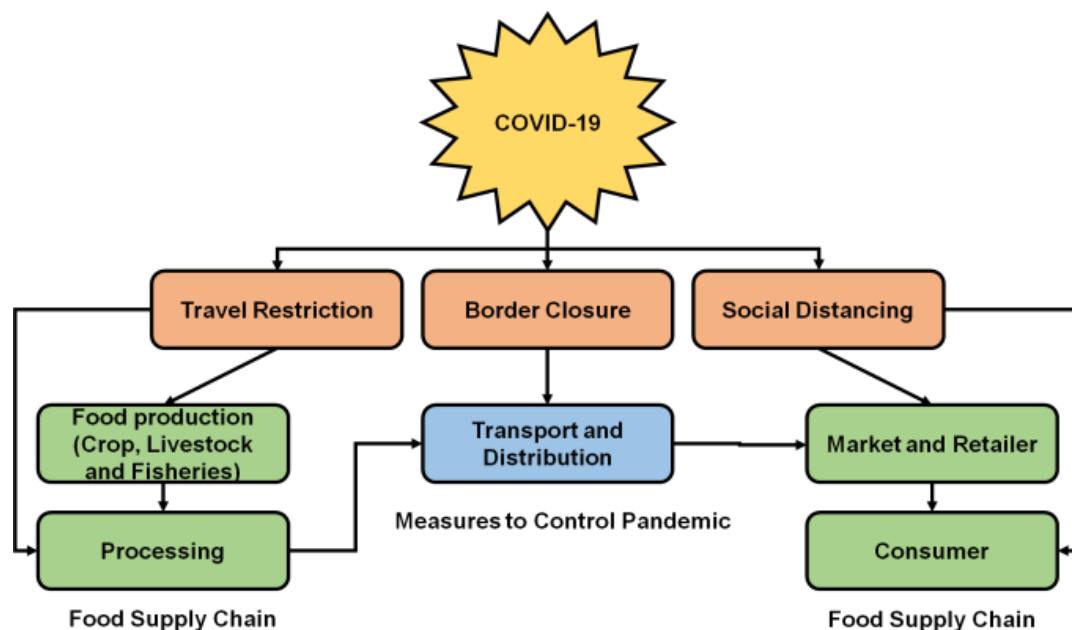 COVID-19
Travel Restriction
Border Closure
Social Distancing
Food production
(Crop, Livestock
and Fisheries)
Transport and
Distribution
Market and Retailer
Measures to Control Pandemic
Processing
Consumer
Food Supply Chain
Food Supply Chain